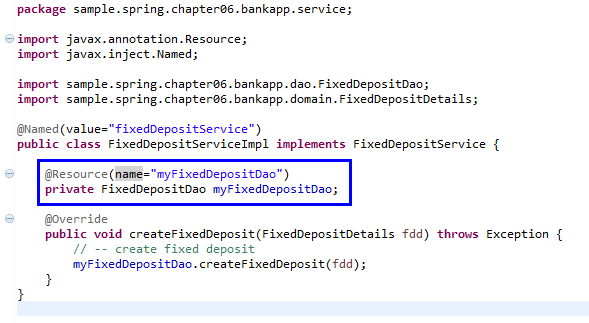 package sample.spring.chapter06.bankapp.service;
import javax.annotation.Resource;
import javax.inject.Named;
import sample.spring.chapter06.bankapp.dao.FixedDepositDao;
import sample.spring.chapter06.bankapp.domain.FixedDepositDetails;
@Named(value="fixedDepositService")
public class FixedDepositServiceImpl implements FixedDepositService {
@Resource(name="myFixedDepositDao")
private FixedDepositDao myFixedDepositDao;
@Override
public void createFixedDeposit(FixedDepositDetails fdd) throws Exception {
// -- create fixed deposit
myFixedDepositDao.createFixedDeposit(fdd);
}
}